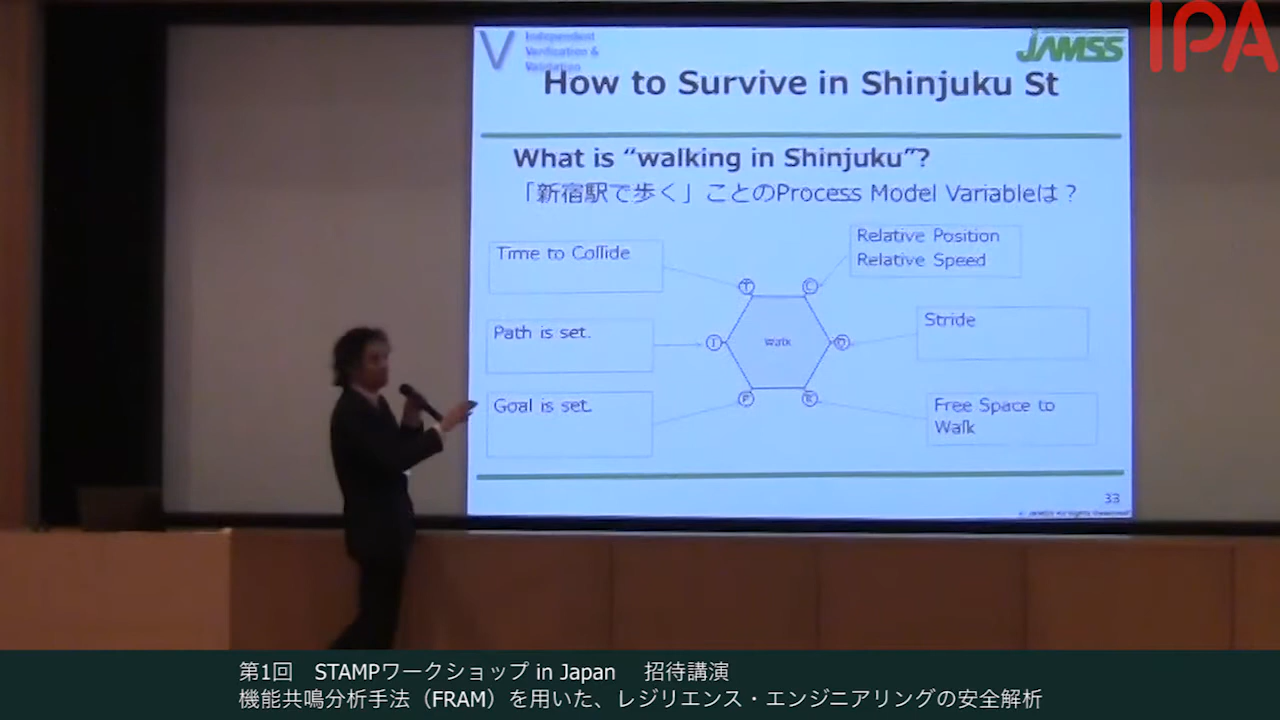 IPA
Independent
Verification &
Validation
JAMSS
How to Survive in Shinjuku St
What is “walking in Shinjuku”?
「新宿駅で歩く」ことのProcess Model Variableは？
Time to Collide
Relative Position
Relative Speed
T
C
Path is set.
I
walk
O
Stride
Goal is set.
P
R
Free Space to
Walk
33
© JAMSS All Rights Reserved
第1回　STAMPワークショップ in Japan　招待講演
機能共鳴分析手法（FRAM）を用いた、レジリエンス・エンジニアリングの安全解析